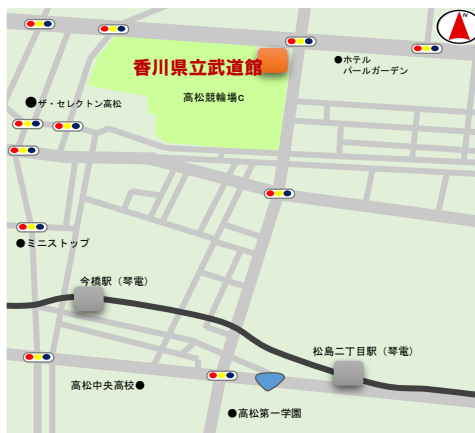 N
香川県立武道館
ホテル
パールガーデン
高松競輪場c
ザ・セレクトン高松
ミニストップ
今橋駅（琴電）
松島二丁目駅（琴電）
高松中央高校
高松第一学園